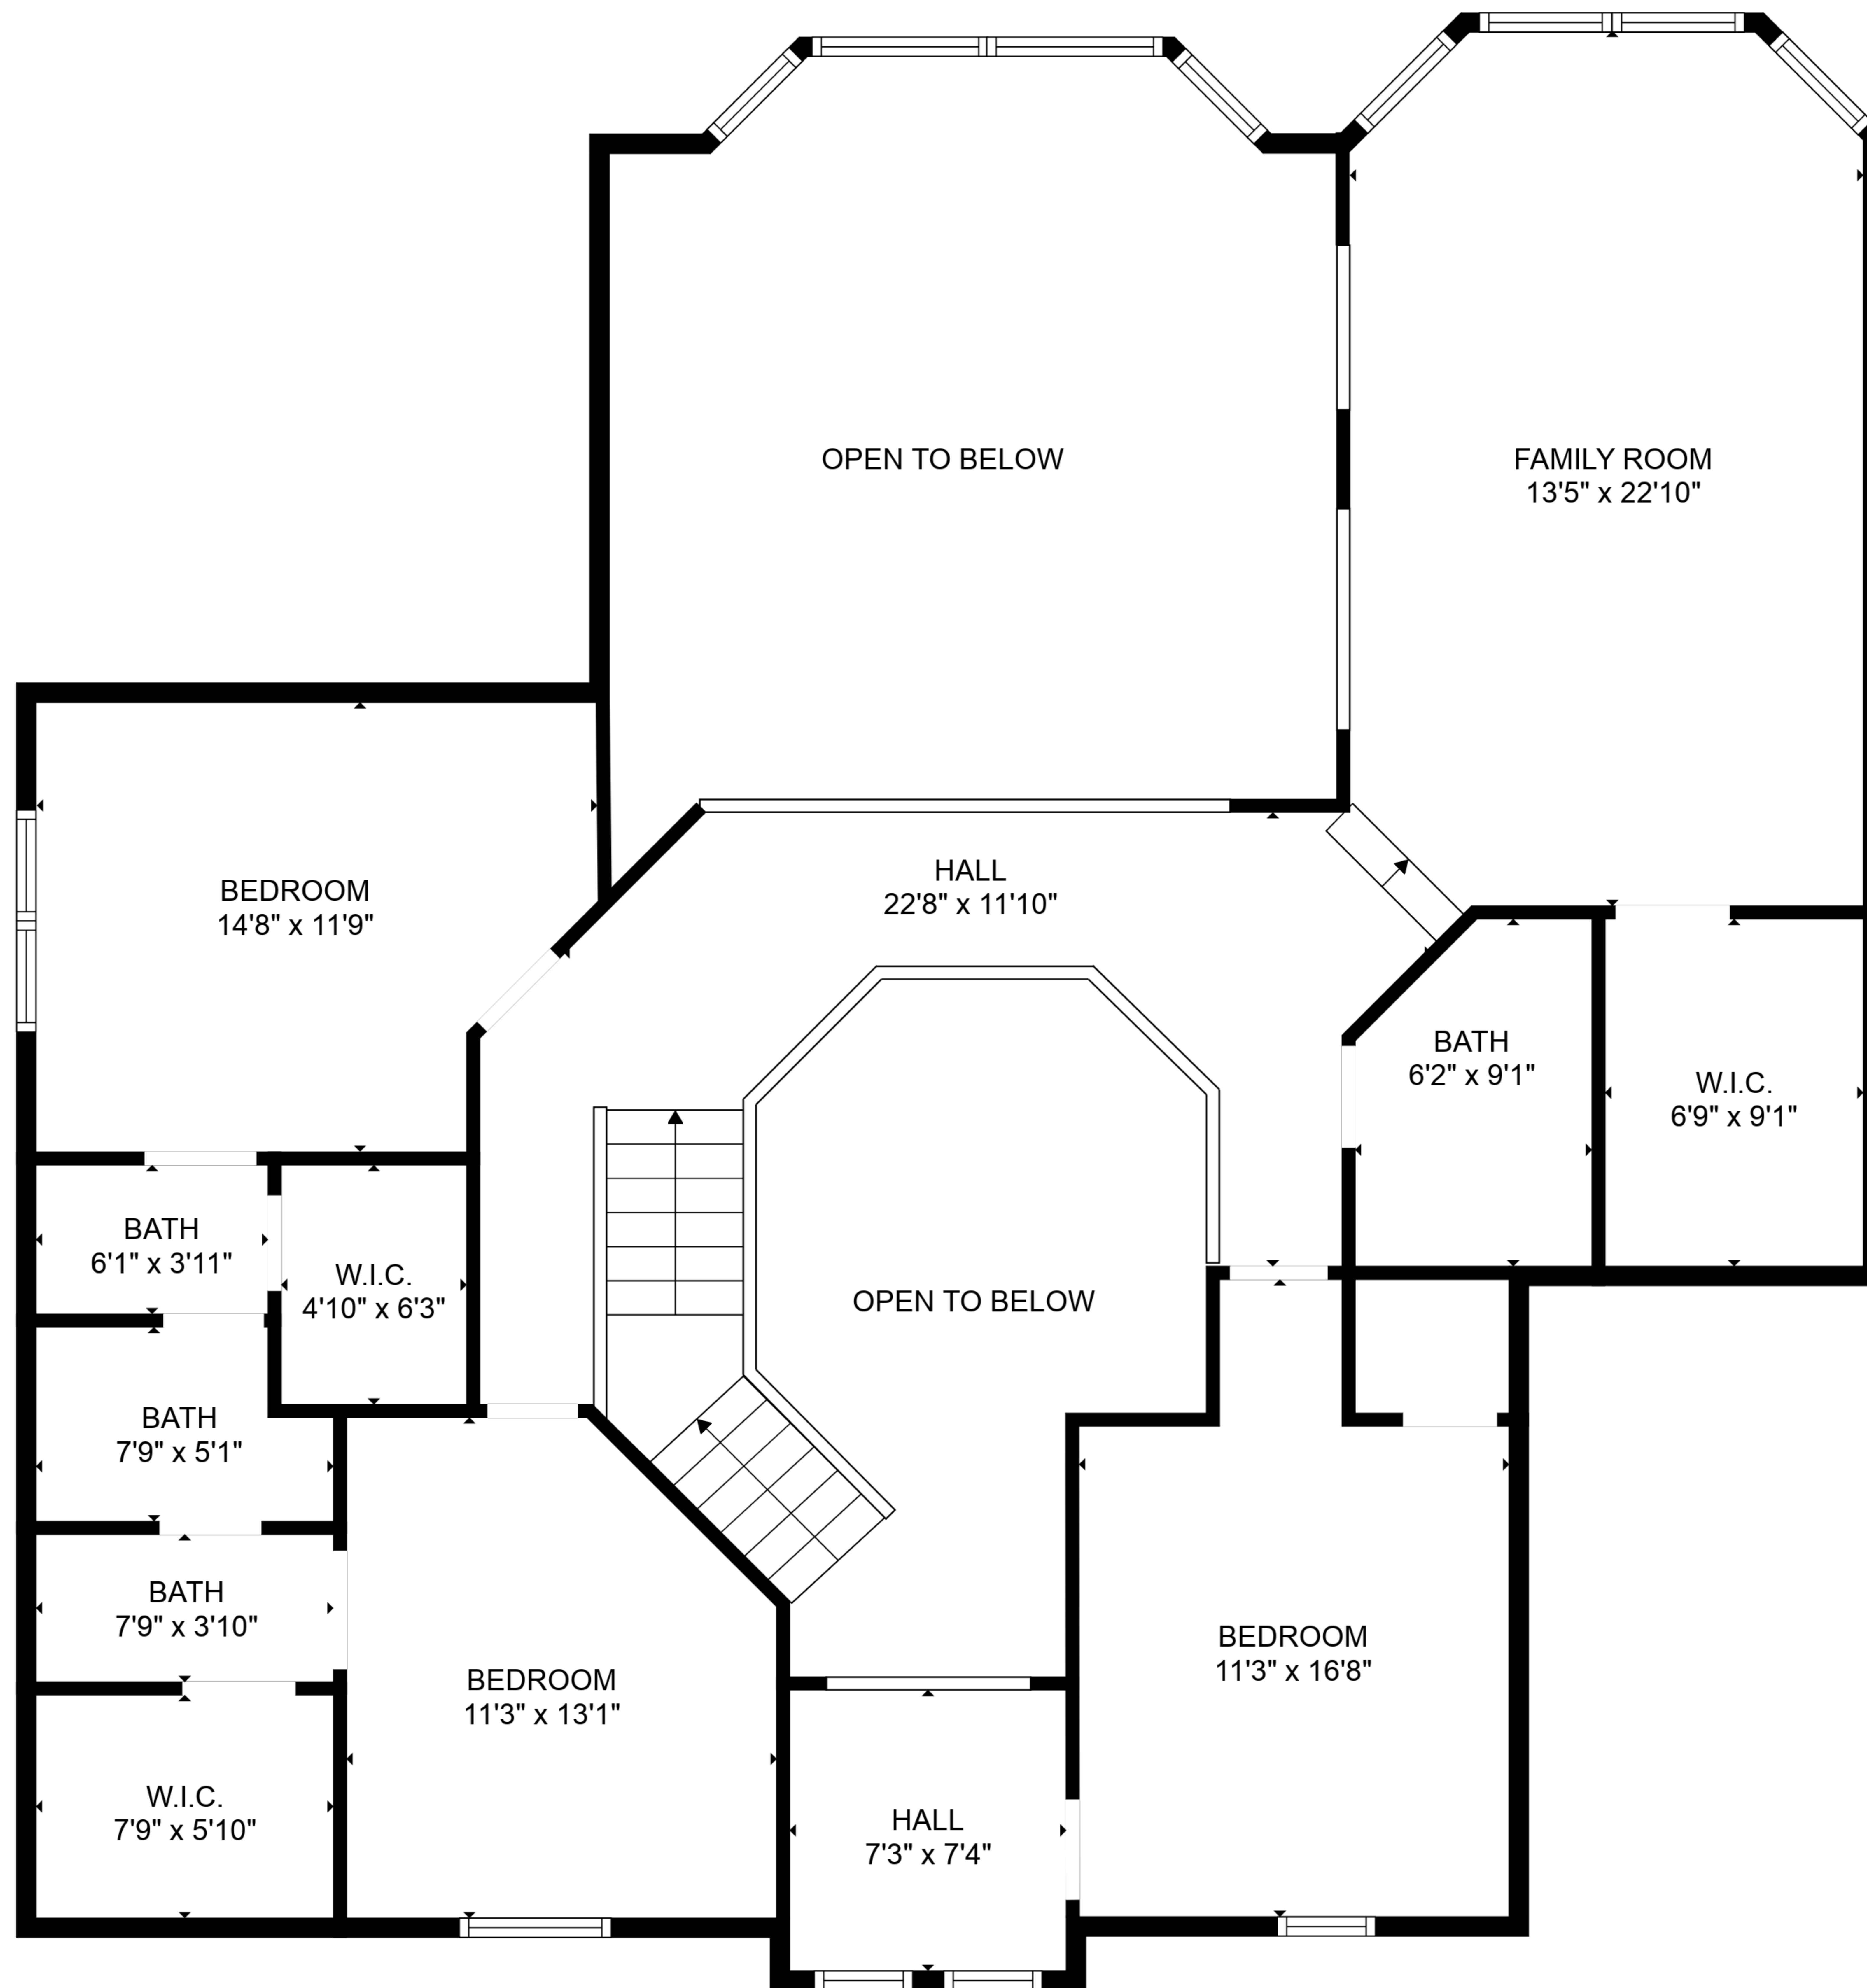 OPEN TO BELOW
FAMILY ROOM
13'5" x 22'10"
HALL
22'8" x 11'10"
BEDROOM
14'8" x 11'9"
BATH
6'2" x 9'1"
W.I.C.
6'9" x 9'1"
BATH
6'1" x 3'11"
W.I.C.
4'10" x 6'3"
OPEN TO BELOW
BATH
7'9" x 5'1"
BATH
7'9" x 3'10"
BEDROOM
11'3" x 13'1"
BEDROOM
11'3" x 16'8"
W.I.C.
7'9" x 5'10"
HALL
7'3" x 7'4"